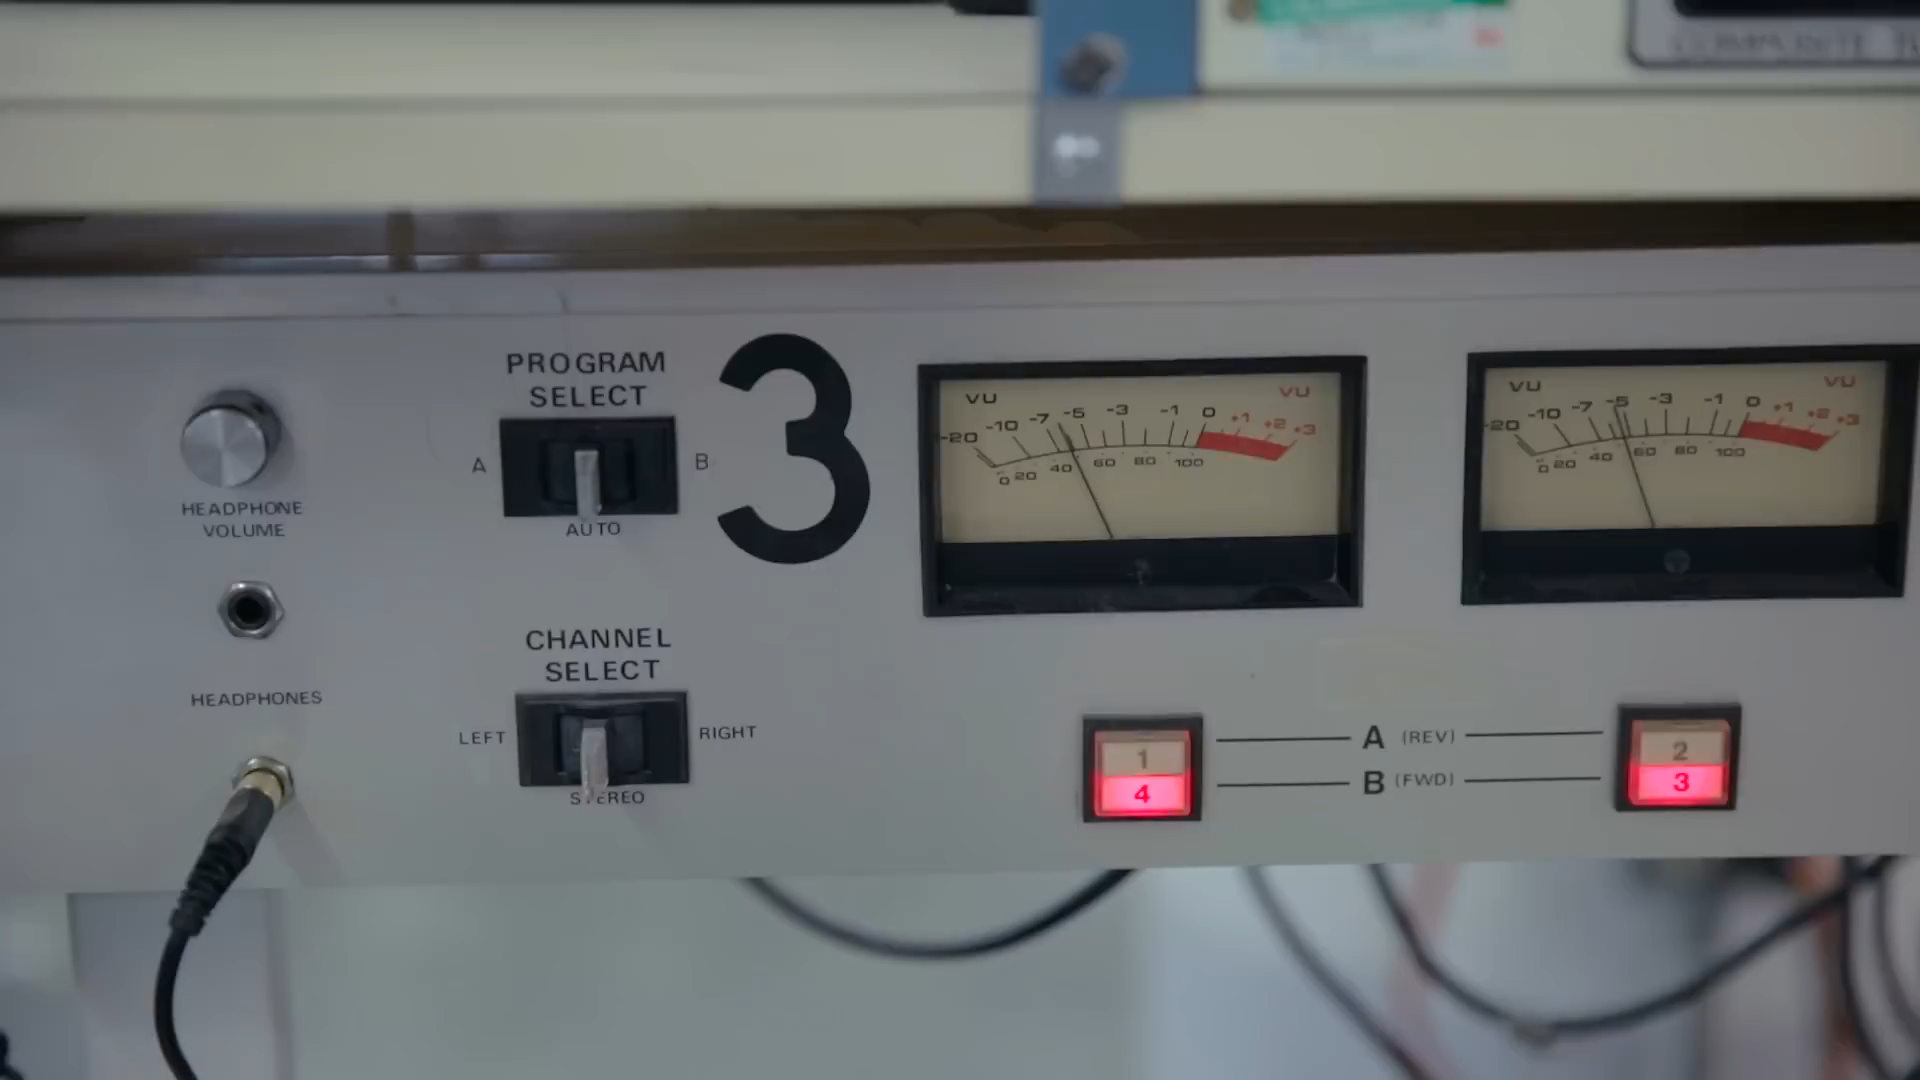 COMPOSITE
PROGRAM
SELECT
A
B
AUTO
3
HEADPHONE
VOLUME
HEADPHONES
CHANNEL
SELECT
LEFT
RIGHT
STEREO
VU VU
-20 -10 -7 -5 -3 -1 0 +1 +2 +3
0 20 40 60 80 100
VU VU
-20 -10 -7 -5 -3 -1 0 +1 +2 +3
0 20 40 60 80 100
1
4
A (REV)
B (FWD)
2
3